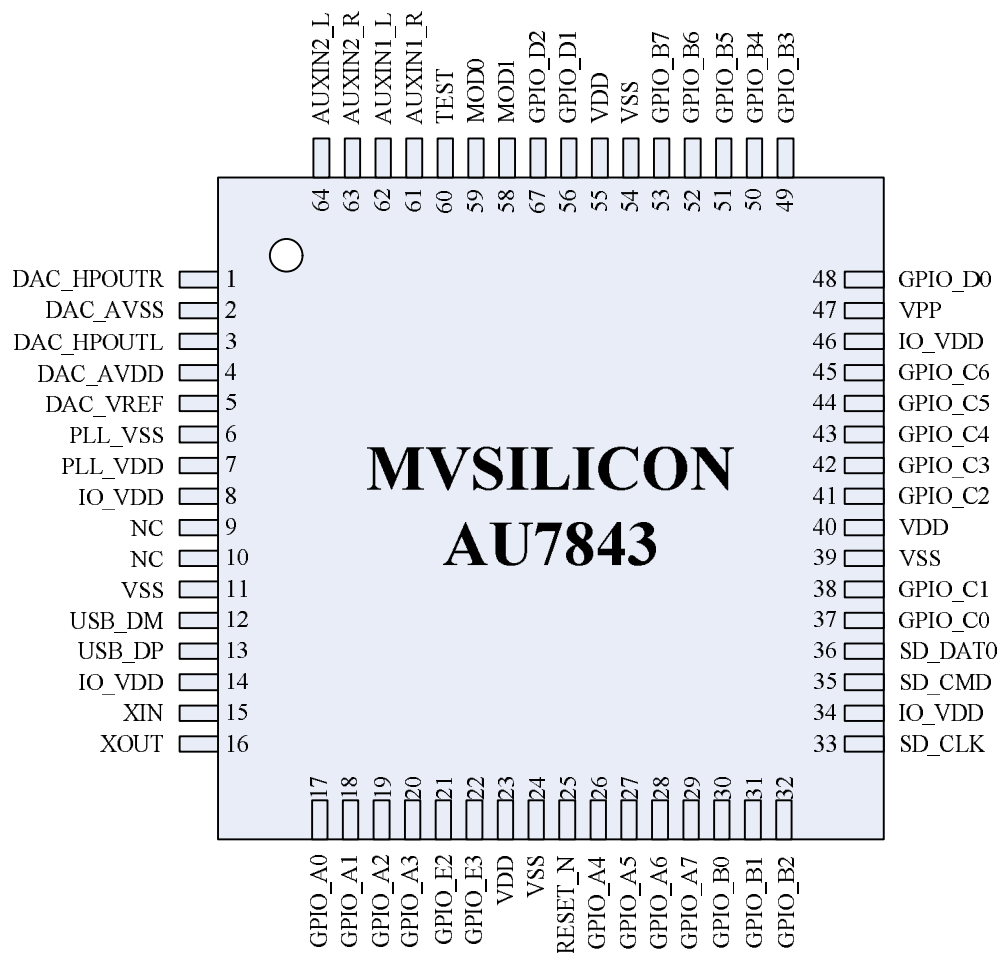 AUXIN2_L
AUXIN2_R
AUXIN1_L
AUXIN1_R
TEST
MOD0
MOD1
GPIO_D2
GPIO_D1
VDD
VSS
GPIO_B7
GPIO_B6
GPIO_B5
GPIO_B4
GPIO_B3
64
63
62
61
60
59
58
67
56
55
54
53
52
51
50
49
DAC_HPOUTR 1
DAC_AVSS 2
DAC_HPOUTL 3
DAC_AVDD 4
DAC_VREF 5
PLL_VSS 6
PLL_VDD 7
IO_VDD 8
NC 9
NC 10
VSS 11
USB_DM 12
USB_DP 13
IO_VDD 14
XIN 15
XOUT 16
MVSILICON
AU7843
48 GPIO_D0
47 VPP
46 IO_VDD
45 GPIO_C6
44 GPIO_C5
43 GPIO_C4
42 GPIO_C3
41 GPIO_C2
40 VDD
39 VSS
38 GPIO_C1
37 GPIO_C0
36 SD_DAT0
35 SD_CMD
34 IO_VDD
33 SD_CLK
17
18
19
20
21
22
23
24
25
26
27
28
29
30
31
32
GPIO_A0
GPIO_A1
GPIO_A2
GPIO_A3
GPIO_E2
GPIO_E3
VDD
VSS
RESET_N
GPIO_A4
GPIO_A5
GPIO_A6
GPIO_A7
GPIO_B0
GPIO_B1
GPIO_B2